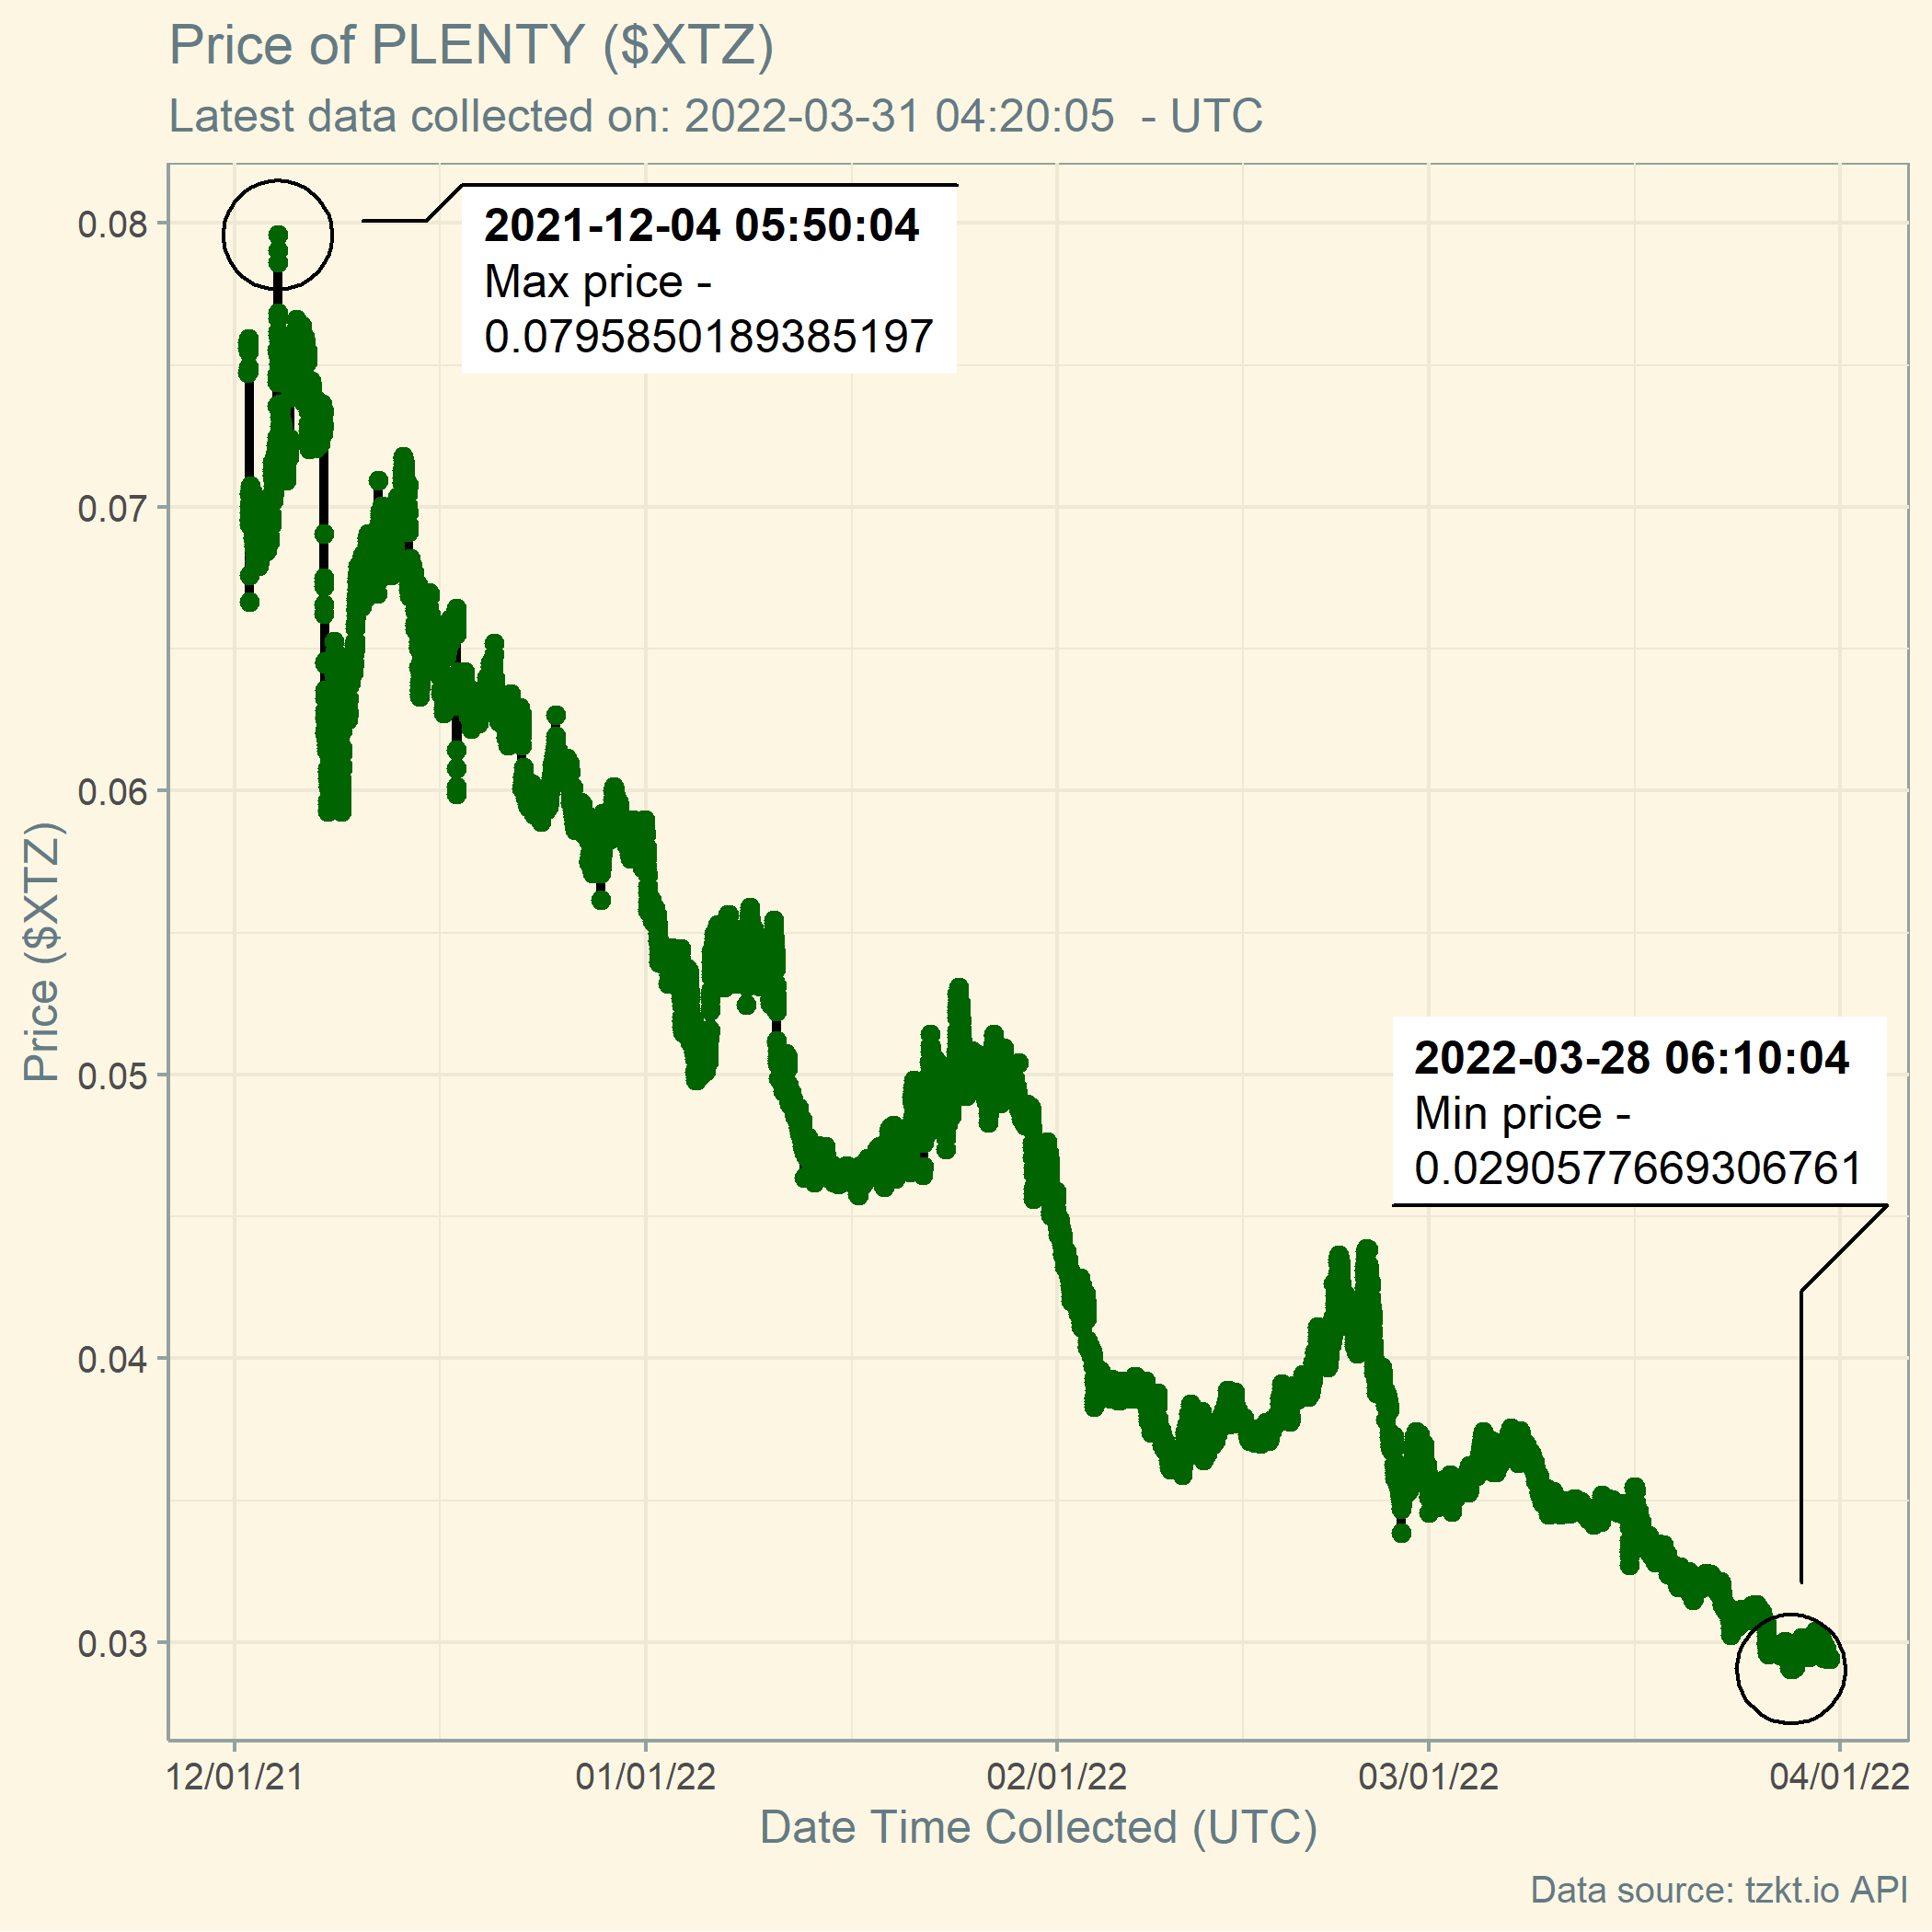 Price of PLENTY ($XTZ)
Latest data collected on: 2022-03-31 04:20:05  - UTC
2021-12-04 05:50:04
Max price -
0.0795850189385197
2022-03-28 06:10:04
Min price -
0.0290577669306761
Price ($XTZ)
0.08
0.07
0.06
0.05
0.04
0.03
12/01/21 01/01/22 02/01/22 03/01/22 04/01/22
Date Time Collected (UTC)
Data source: tzkt.io API